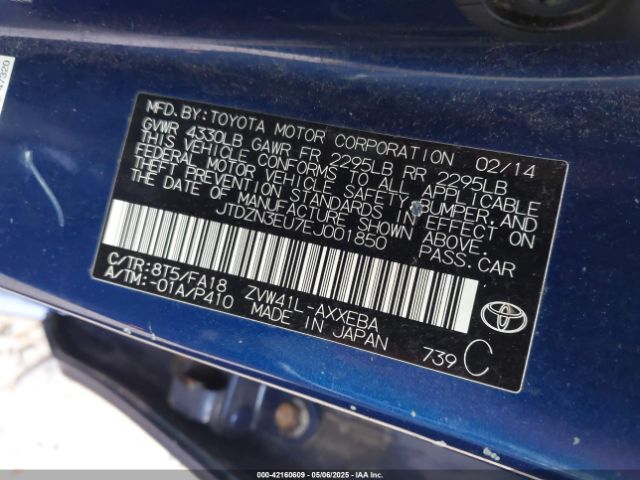 MFD.BY:TOYOTA MOTOR CORPORATION 02/14
GVWR 4330LB GAWR FR 2295LB RR 2295LB
THIS VEHICLE CONFORMS TO ALL APPLICABLE
FEDERAL MOTOR VEHICLE SAFETY,BUMPER,AND
THEFT PREVENTION STANDARDS IN EFFECT ON
THE DATE OF MANUFACTURE SHOWN ABOVE.
JTDZN3EU7EJ001850 PASS.CAR
C/TR:8T5/FA18 ZVW41L-AXXEBA
A/TM:-01A/P410 MADE IN JAPAN
739 C
000-42160609 - 05/06/2025 - IAAI.COM